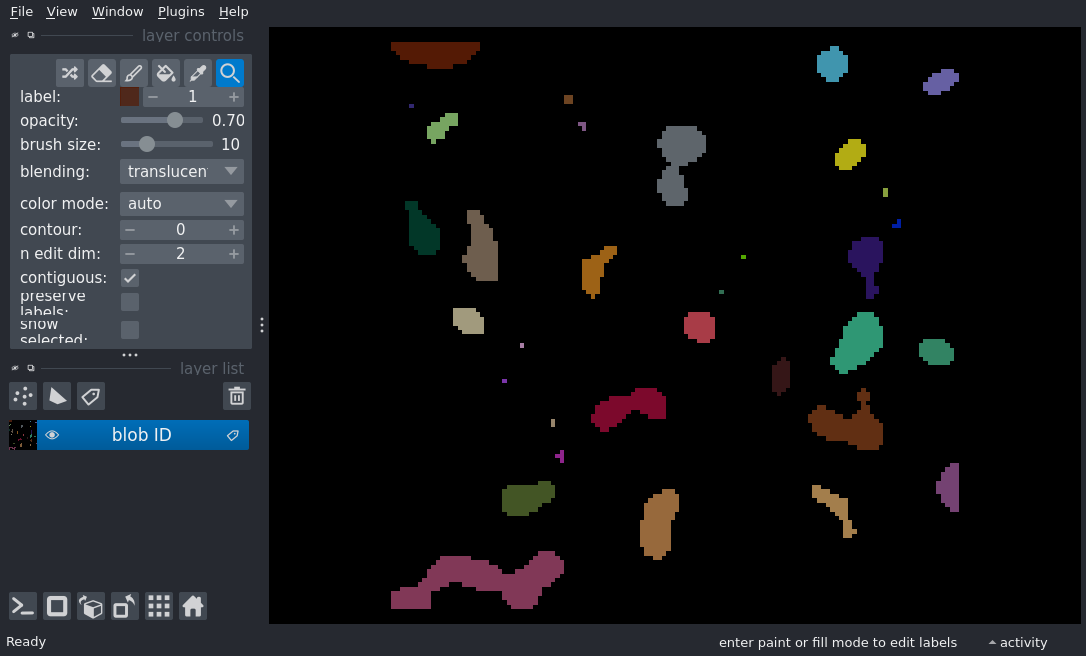 File View Window Plugins Help
layer controls
label: 1
opacity: 0.70
brush size: 10
blending: translucen
color mode: auto
contour: 0
n edit dim: 2
contiguous:
preserve
labels:
show
selected:
layer list
blob ID
Ready enter paint or fill mode to edit labels activity